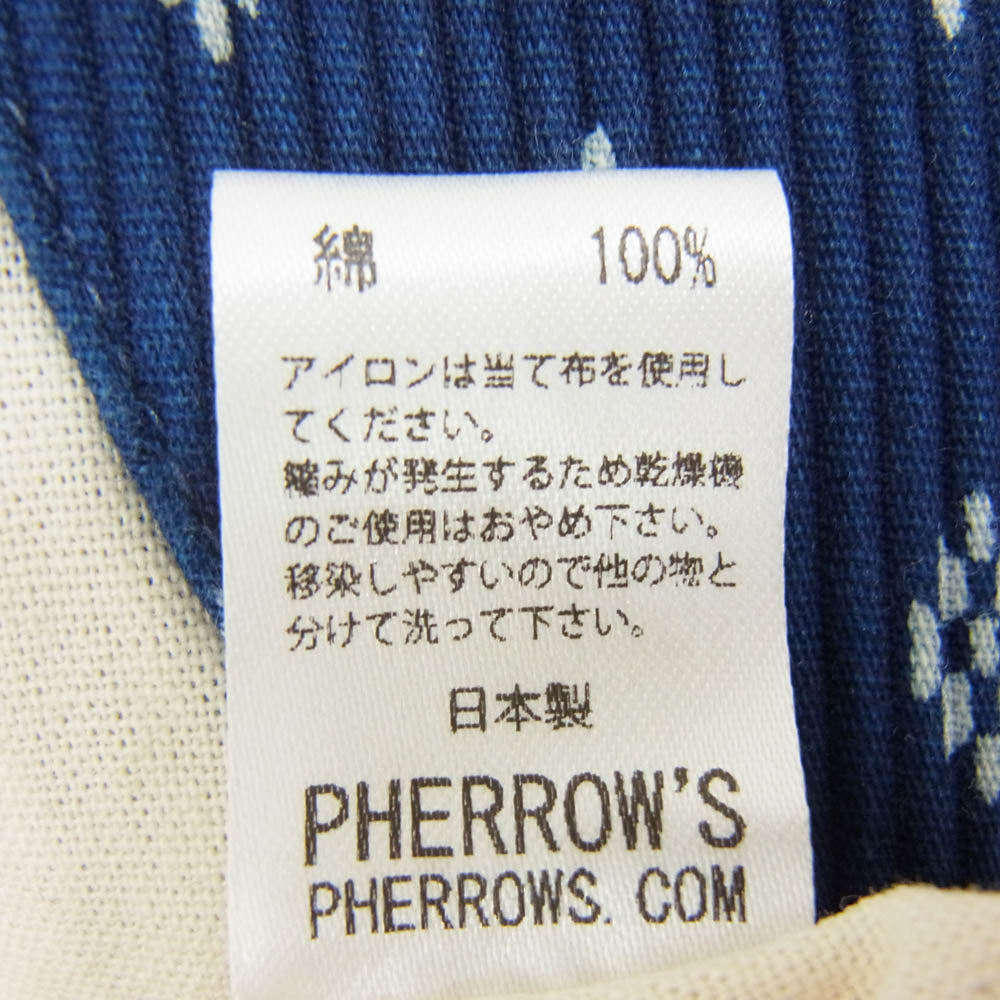 綿 100%
アイロンは当て布を使用し
てください。
縮みが発生するため乾燥機
のご使用はおやめ下さい。
移染しやすいので他の物と
分けて洗って下さい。
日本製
PHERROW'S
PHERROWS. COM